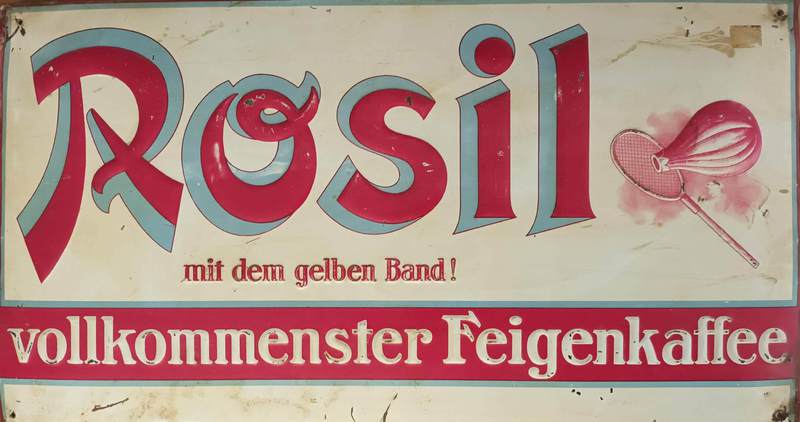 Rosil
mit dem gelben Band!
vollkommenster Feigenkaffee